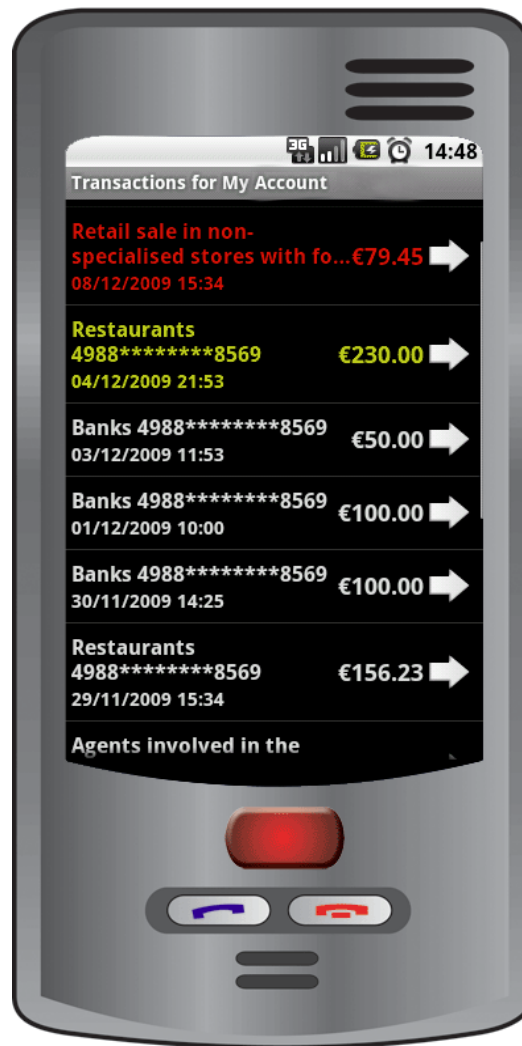 3G 14:48
Transactions for My Account
Retail sale in non-
specialised stores with fo...€79.45
08/12/2009 15:34
Restaurants
4988********8569 €230.00
04/12/2009 21:53
Banks 4988********8569
€50.00
03/12/2009 11:53
Banks 4988********8569
€100.00
01/12/2009 10:00
Banks 4988********8569
€100.00
30/11/2009 14:25
Restaurants
4988********8569 €156.23
29/11/2009 15:34
Agents involved in the